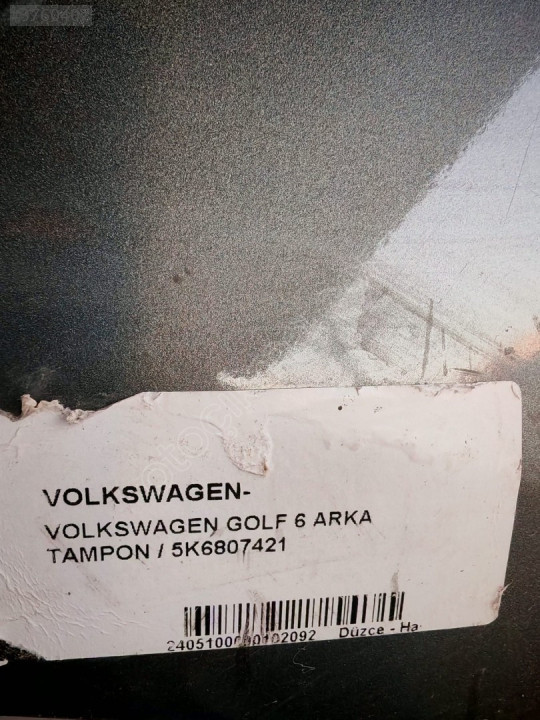 VOLKSWAGEN-
VOLKSWAGEN GOLF 6 ARKA
TAMPON / 5K6807421
Düzce - Ha